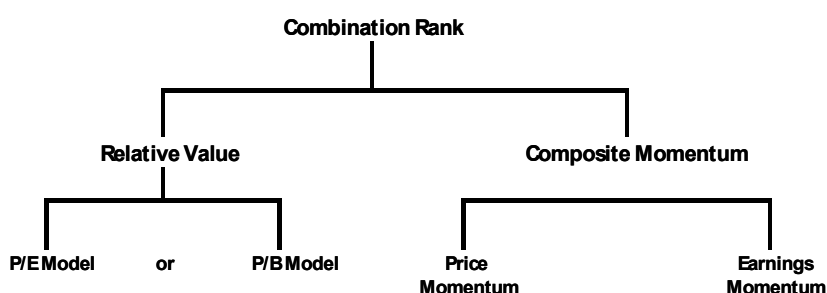 Combination Rank
Relative Value
Composite Momentum
P/E Model or P/B Model
Price Momentum
Earnings Momentum